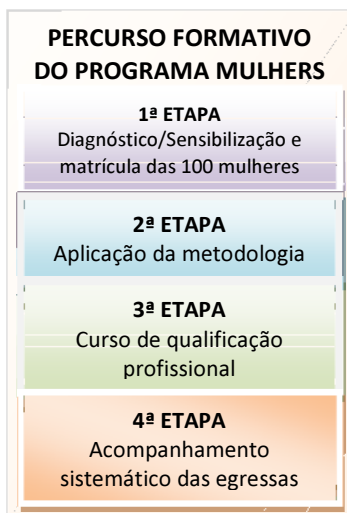 PERCURSO FORMATIVO
DO PROGRAMA MULHERS
1ª ETAPA
Diagnóstico/Sensibilização e
matrícula das 100 mulheres
2ª ETAPA
Aplicação da metodologia
3ª ETAPA
Curso de qualificação
profissional
4ª ETAPA
Acompanhamento
sistemático das egressas